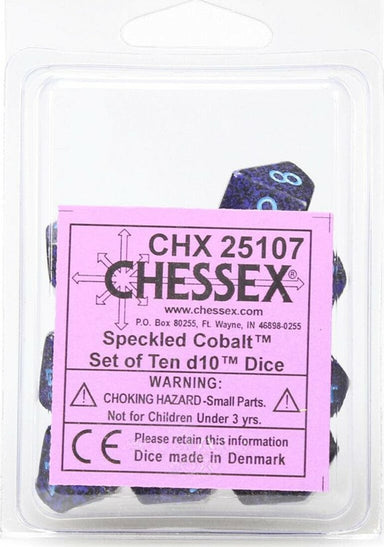 8
CHX 25107
CHESSEX®
www.chessex.com
P.O. Box 80255, Ft. Wayne, IN 46898-0255
Speckled Cobalt™
Set of Ten d10™ Dice
WARNING:
CHOKING HAZARD-Small Parts.
Not for Children Under 3 yrs.
CE Please retain this information
Dice made in Denmark